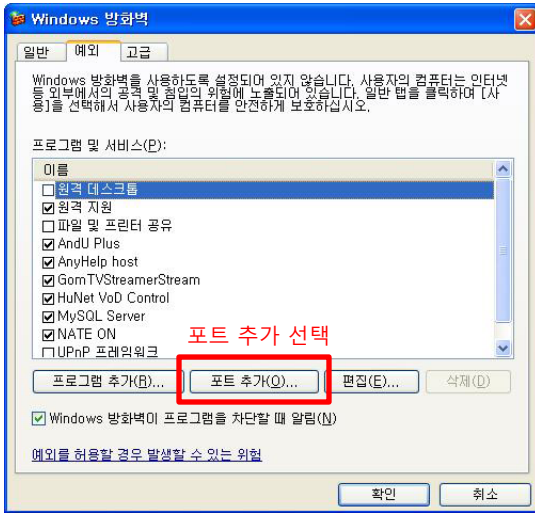 Windows 방화벽
일반 예외 고급
Windows 방화벽을 사용하도록 설정되어 있지 않습니다. 사용자의 컴퓨터는 인터넷
등 외부에서의 공격 및 침입의 위험에 노출되어 있습니다. 일반 탭을 클릭하여 [사
용]을 선택해서 사용자의 컴퓨터를 안전하게 보호하십시오.
프로그램 및 서비스(P):
이름
원격 데스크톱
원격 지원
파일 및 프린터 공유
AndU Plus
AnyHelp host
GomTVStreamerStream
HuNet VoD Control
MySQL Server
NATE ON
포트 추가 선택
UPnP 프레임워크
프로그램 추가(R)... 포트 추가(O)... 편집(E)... 삭제(D)
Windows 방화벽이 프로그램을 차단할 때 알림(N)
예외를 허용할 경우 발생할 수 있는 위험
확인 취소